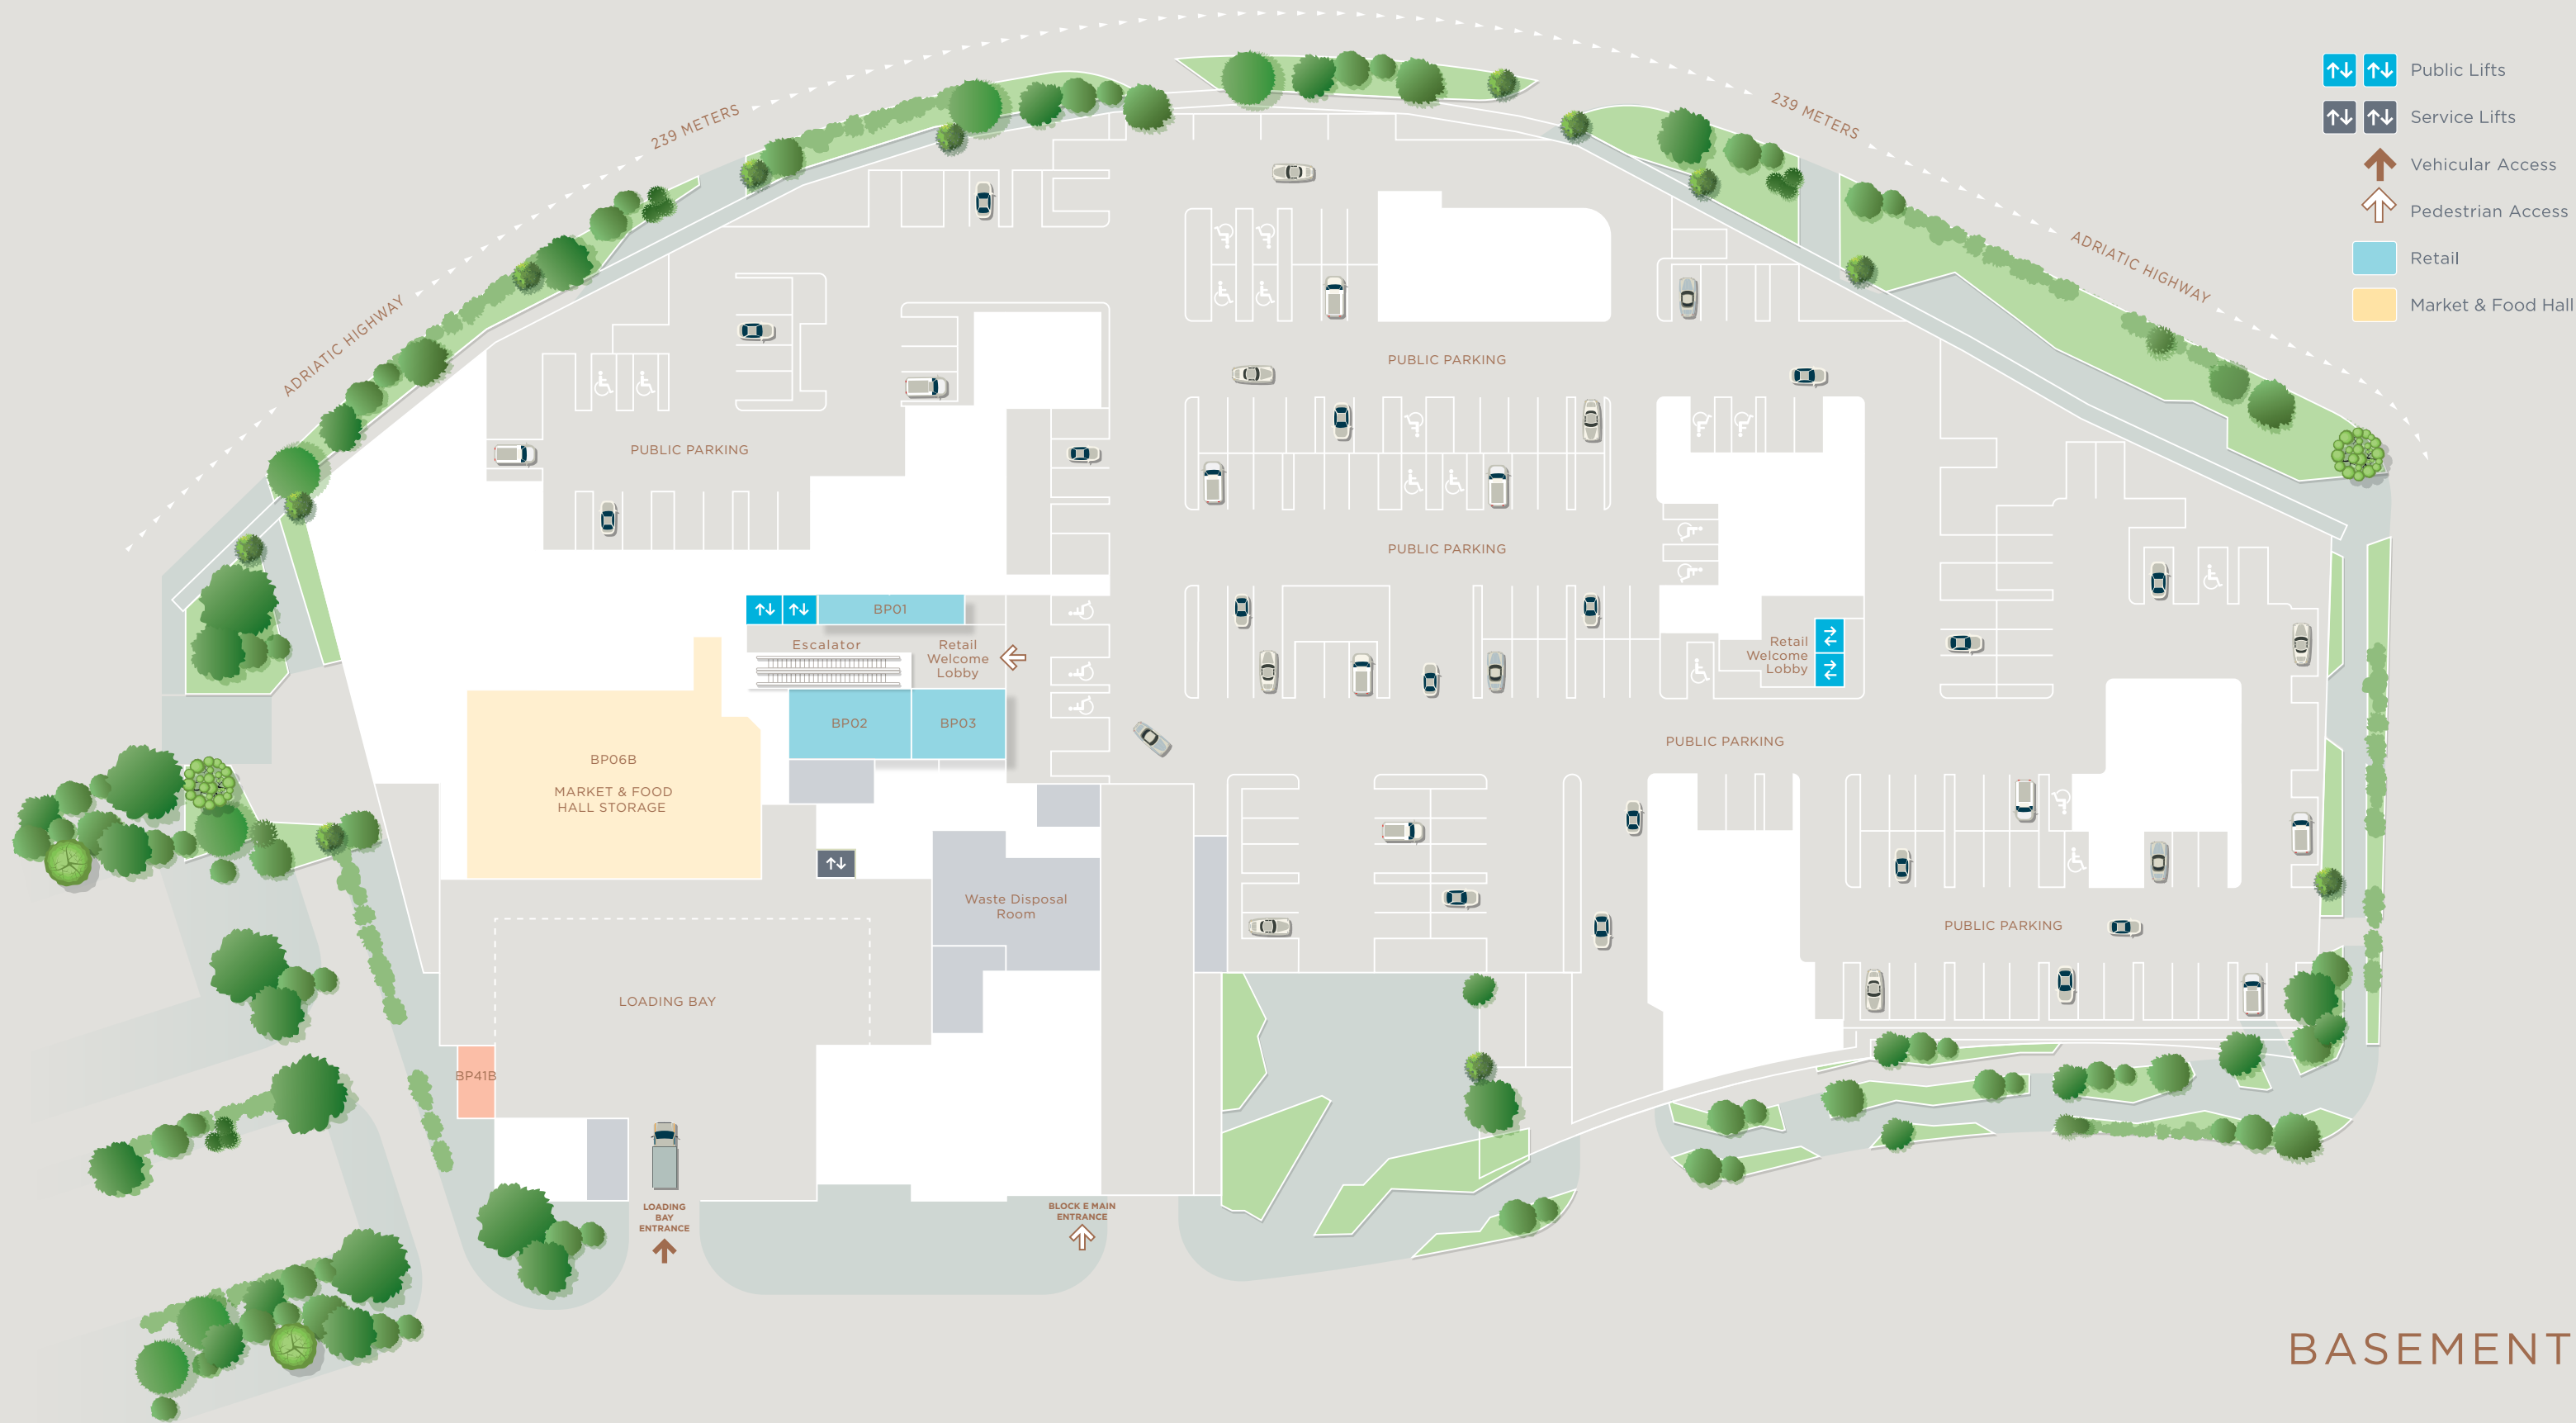 239 METERS
239 METERS
ADRIATIC HIGHWAY
ADRIATIC HIGHWAY
Public Lifts
Service Lifts
Vehicular Access
Pedestrian Access
Retail
Market & Food Hall
PUBLIC PARKING
PUBLIC PARKING
PUBLIC PARKING
BP01
Escalator
Retail
Welcome
Lobby
Retail
Welcome
Lobby
BP02
BP03
PUBLIC PARKING
BP06B
MARKET & FOOD
HALL STORAGE
Waste Disposal
Room
PUBLIC PARKING
LOADING BAY
BP41B
LOADING
BAY
ENTRANCE
BLOCK E MAIN
ENTRANCE
BASEMENT